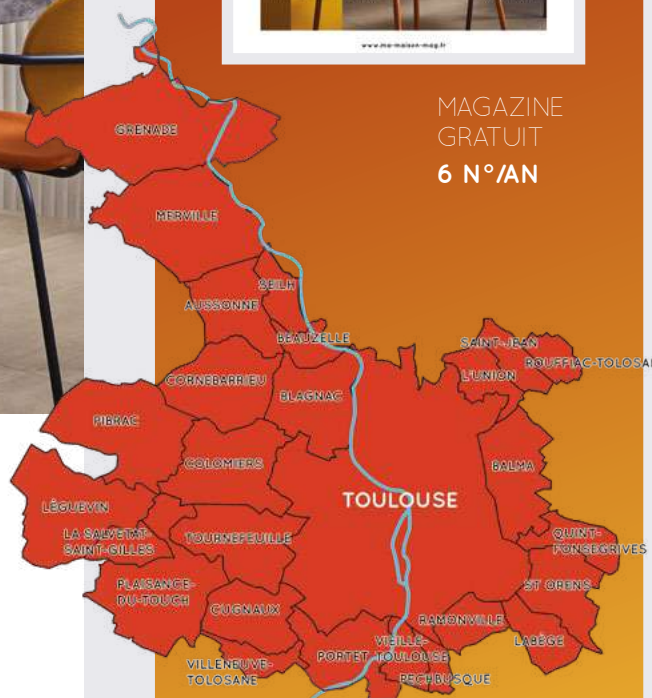 www.ma-maison-mag.fr
MAGAZINE
GRATUIT
6 N°/AN
GRENADE
MERVILLE
SEILH
AUSSONNE
BEAUZELLE
SAINT-JEAN
ROUFFIAC-TOLOSAN
L'UNION
CORNEBARRIEU
BLAGNAC
PIBRAC
COLOMIERS
BALMA
TOULOUSE
LÉGUEVIN
LA SALVETAT-
SAINT-GILLES
TOURNEFEUILLE
QUINT-
FONSEGRIVES
PLAISANCE-
DU-TOUCH
ST ORENS
CUGNAUX
RAMONVILLE
LABÈGE
VIEILLE-
TOULOUSE
PORTET
VILLENEUVE-
TOLOSANE
PECHBUSQUE